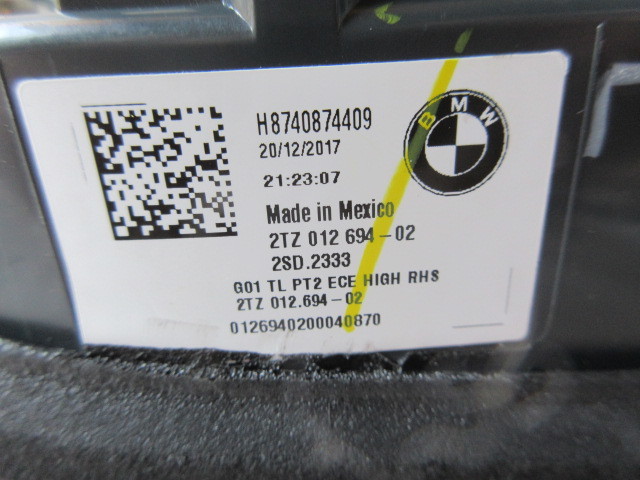 H8740874409
20/12/2017
21:23:07
BMW
Made in Mexico
2TZ 012 694-02
2SD.2333
G01 TL PT2 ECE HIGH RHS
2TZ 012.694-02
0126940200040870